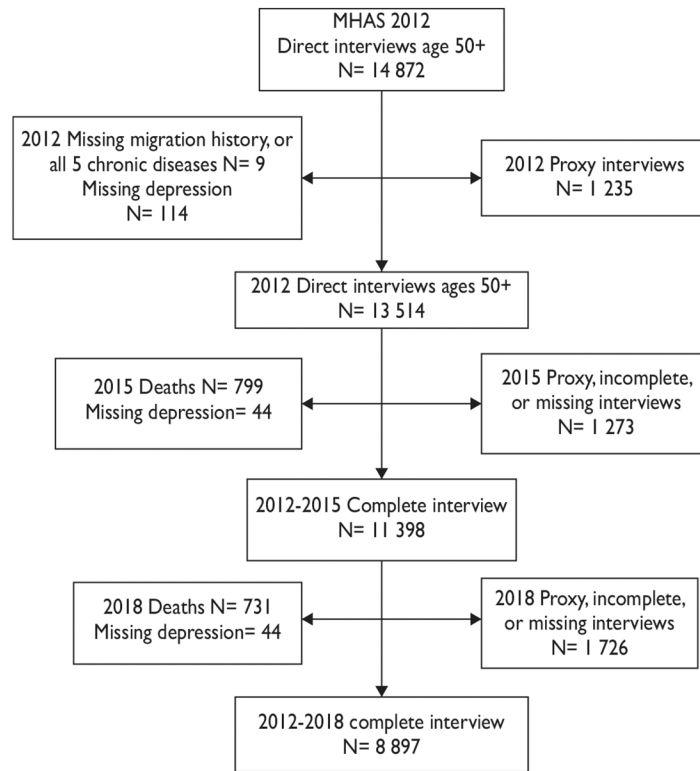 MHAS 2012
Direct interviews age 50+
N= 14 872
2012 Missing migration history, or
all 5 chronic diseases N= 9
Missing depression
N= 114
2012 Proxy interviews
N= 1 235
2012 Direct interviews ages 50+
N= 13 514
2015 Deaths N= 799
Missing depression= 44
2015 Proxy, incomplete,
or missing interviews
N= 1 273
2012-2015 Complete interview
N= 11 398
2018 Deaths N= 731
Missing depression= 44
2018 Proxy, incomplete,
or missing interviews
N= 1 726
2012-2018 complete interview
N= 8 897